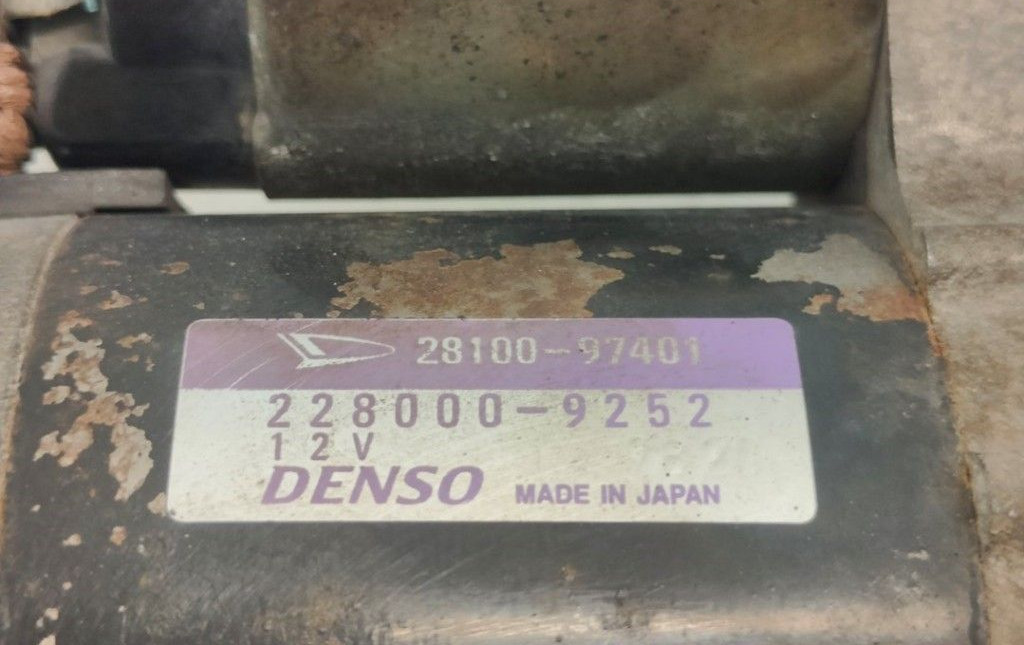 28100-97401
228000-9252
12V
DENSO MADE IN JAPAN